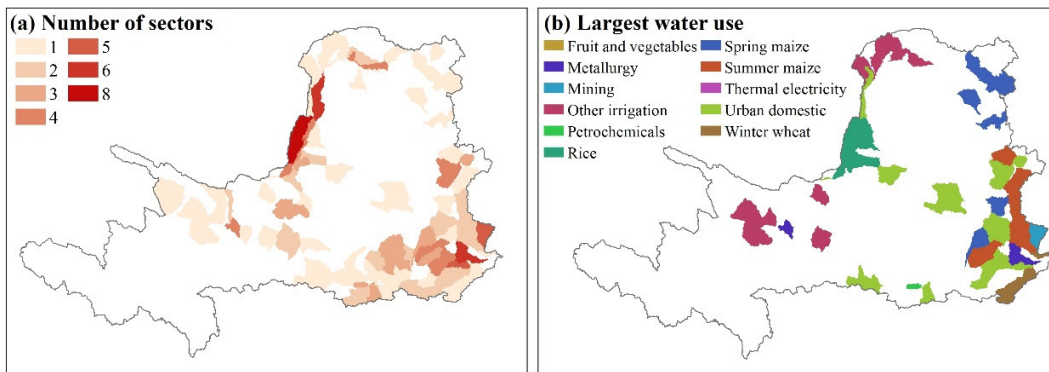 (a) Number of sectors
1 5
2 6
3 8
4
(b) Largest water use
Fruit and vegetables Spring maize
Metallurgy Summer maize
Mining Thermal electricity
Other irrigation Urban domestic
Petrochemicals Winter wheat
Rice